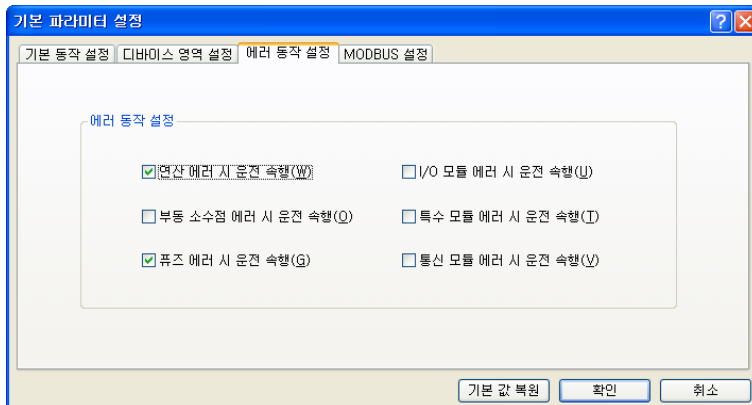 기본 파라미터 설정
기본 동작 설정 디바이스 영역 설정 에러 동작 설정 MODBUS 설정
에러 동작 설정
연산 에러 시 운전 속행(W) I/O 모듈 에러 시 운전 속행(U)
부동 소수점 에러 시 운전 속행(O) 특수 모듈 에러 시 운전 속행(T)
퓨즈 에러 시 운전 속행(G) 통신 모듈 에러 시 운전 속행(V)
기본 값 복원 확인 취소